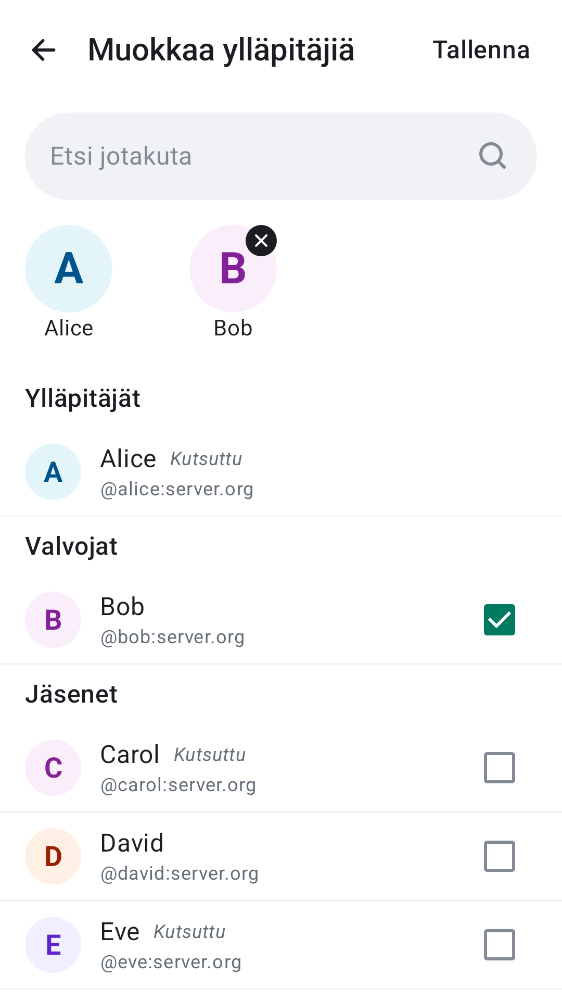 Muokkaa ylläpitäjiä
Tallenna
Etsi jotakuta
A
B
Alice
Bob
Ylläpitäjät
A
Alice Kutsuttu
@alice:server.org
Valvojat
B
Bob
@bob:server.org
Jäsenet
C
Carol Kutsuttu
@carol:server.org
D
David
@david:server.org
E
Eve Kutsuttu
@eve:server.org